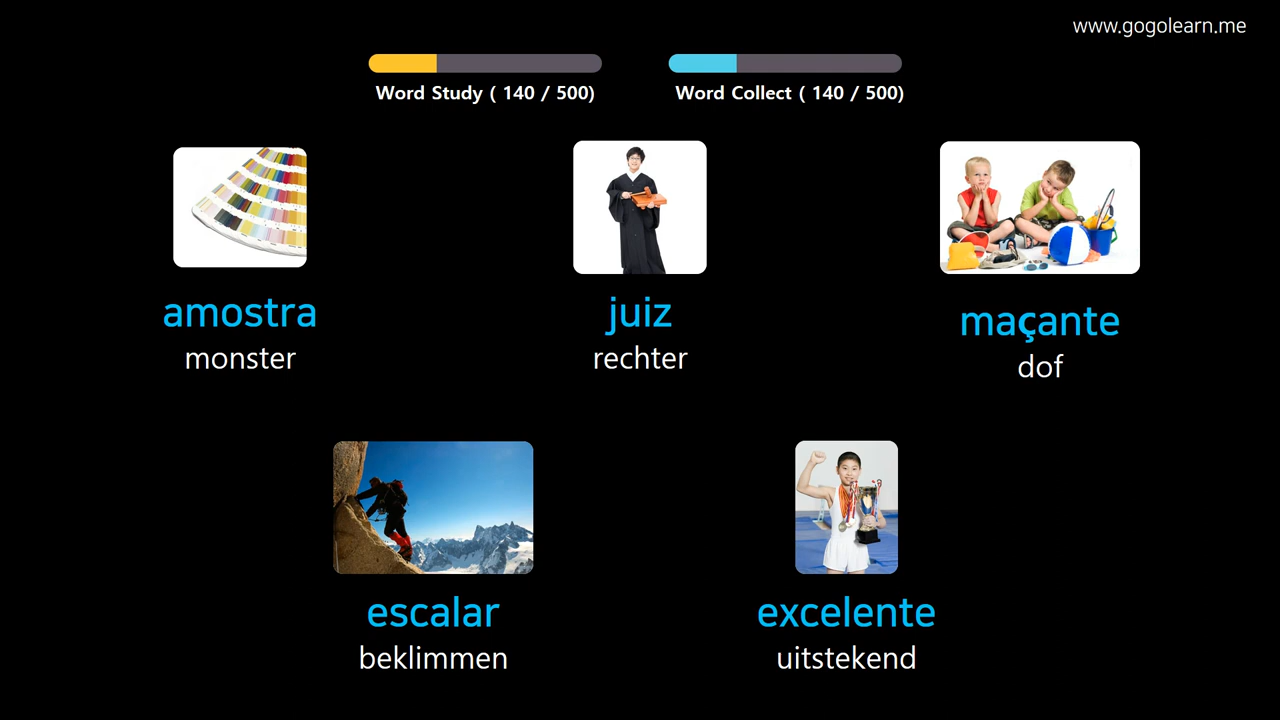 www.gogolearn.me
Word Study ( 140 / 500)
Word Collect ( 140 / 500)
amostra
monster
juiz
rechter
maçante
dof
escalar
beklimmen
excelente
uitstekend